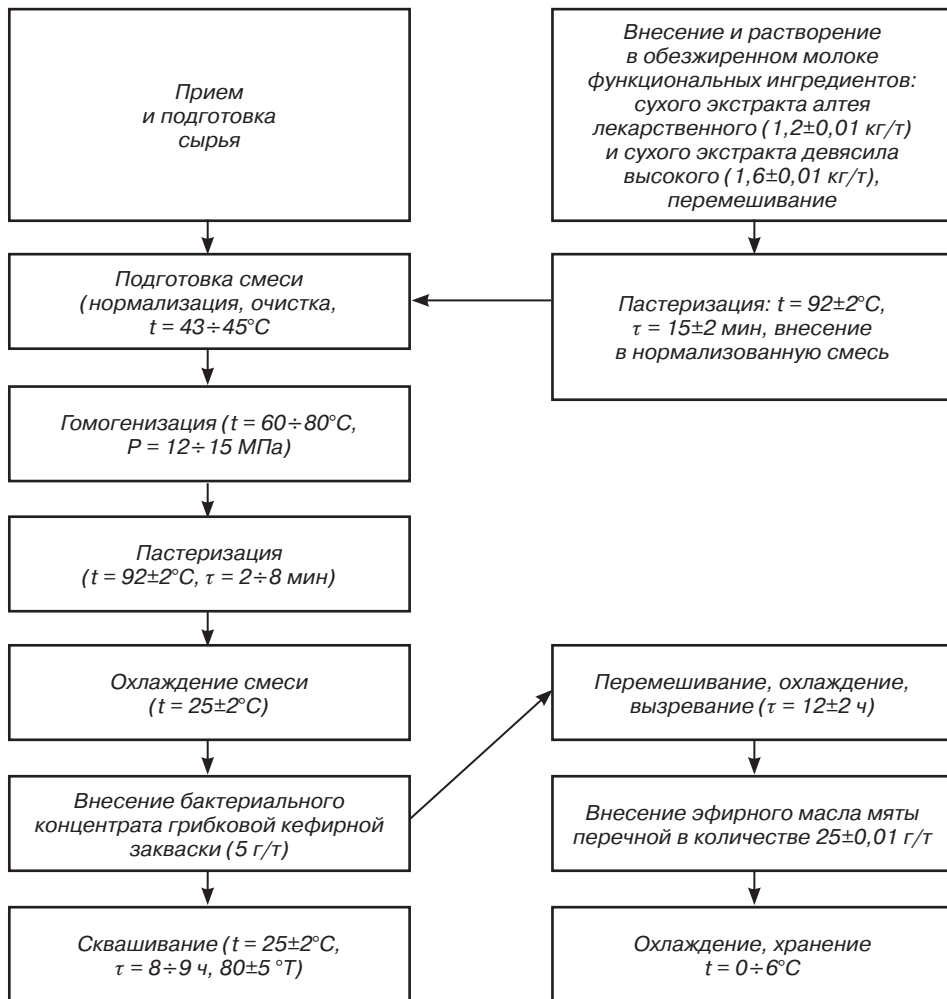 Прием
и подготовка
сырья
Внесение и растворение
в обезжиренном молоке
функциональных ингредиентов:
сухого экстракта алтея
лекарственного (1,2±0,01 кг/т)
и сухого экстракта девясила
высокого (1,6±0,01 кг/т),
перемешивание
Подготовка смеси
(нормализация, очистка,
t = 43÷45°C
Пастеризация: t = 92±2°C,
τ = 15±2 мин, внесение
в нормализованную смесь
Гомогенизация (t = 60÷80°C,
P = 12÷15 МПа)
Пастеризация
(t = 92±2°C, τ = 2÷8 мин)
Охлаждение смеси
(t = 25±2°C)
Внесение бактериального
концентрата грибковой кефирной
закваски (5 г/т)
Сквашивание (t = 25±2°C,
τ = 8÷9 ч, 80±5 °Т)
Перемешивание, охлаждение,
вызревание (τ = 12±2 ч)
Внесение эфирного масла мяты
перечной в количестве 25±0,01 г/т
Охлаждение, хранение
t = 0÷6°C